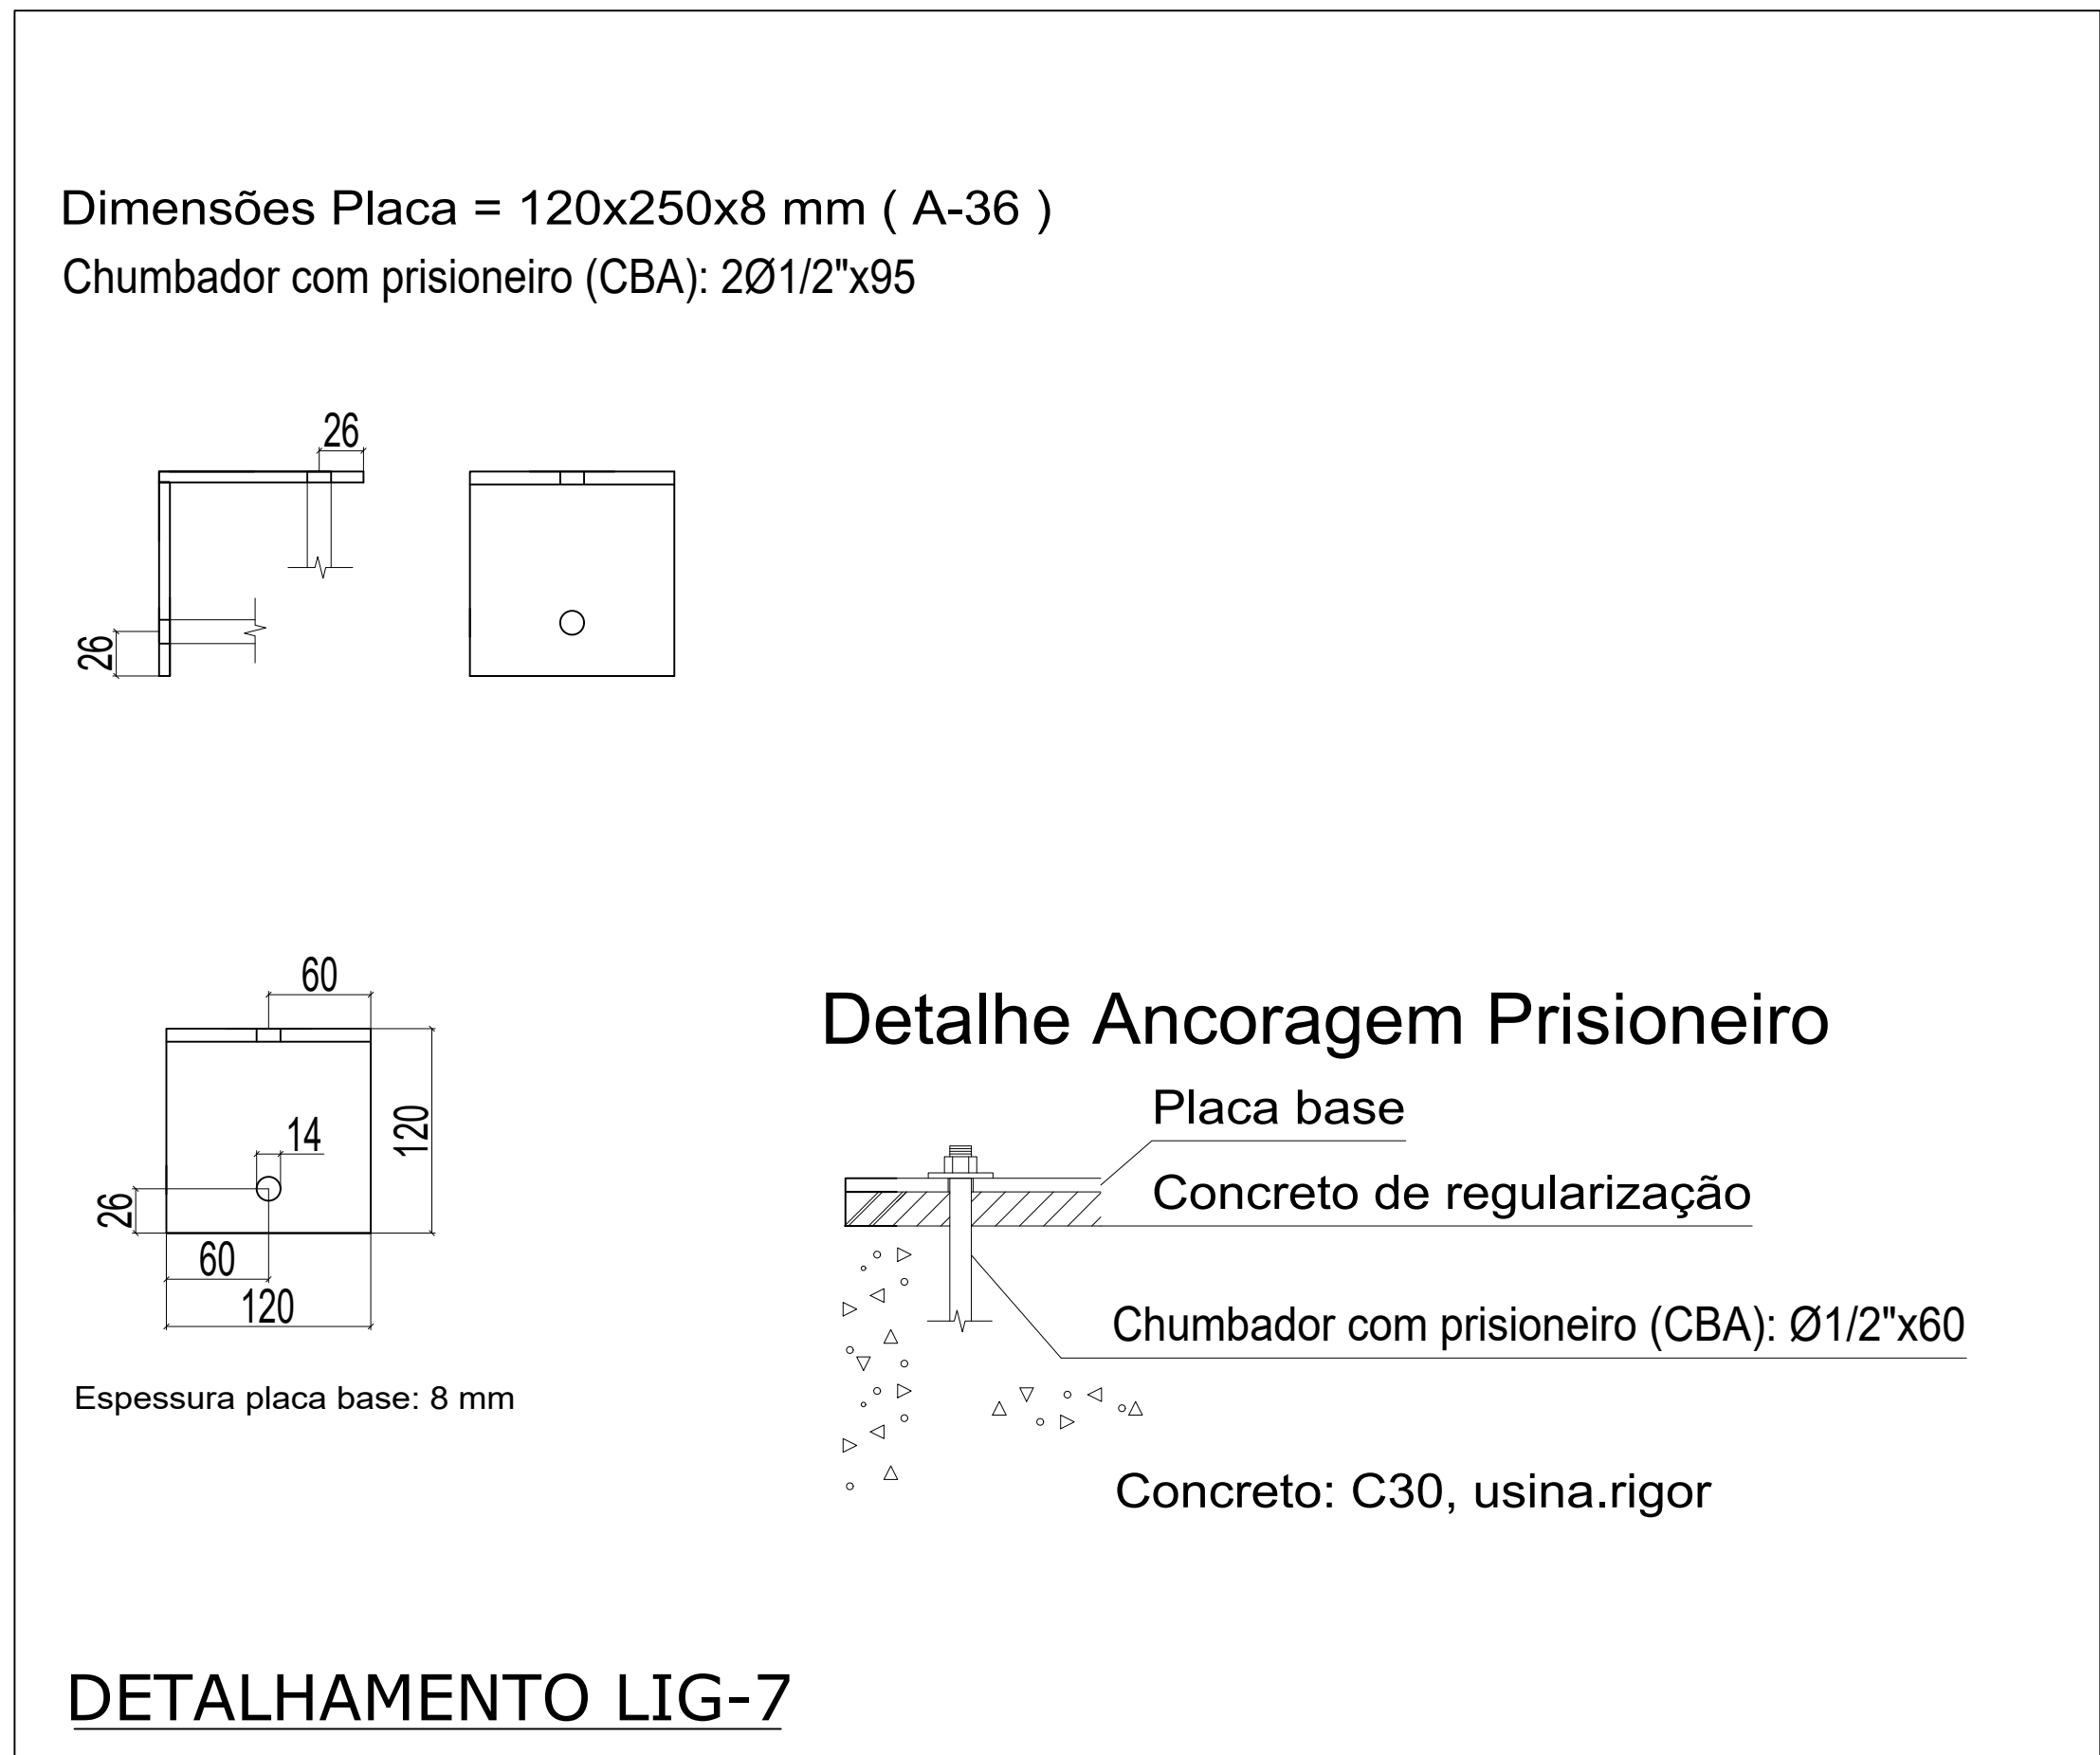 Dimensões Placa = 120x250x8 mm ( A-36 )
Chumbador com prisioneiro (CBA): 2Ø1/2"x95
26
26
60
14
120
26
60
120
Espessura placa base: 8 mm
Detalhe Ancoragem Prisioneiro
Placa base
Concreto de regularização
Chumbador com prisioneiro (CBA): Ø1/2"x60
Concreto: C30, usina.rigor
DETALHAMENTO LIG-7